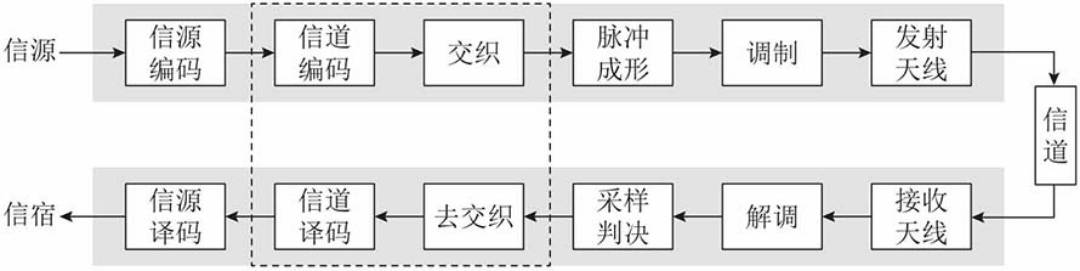 信源
信源
编码
信道
编码
交织
脉冲
成形
调制
发射
天线
信道
信宿
信源
译码
信道
译码
去交织
采样
判决
解调
接收
天线